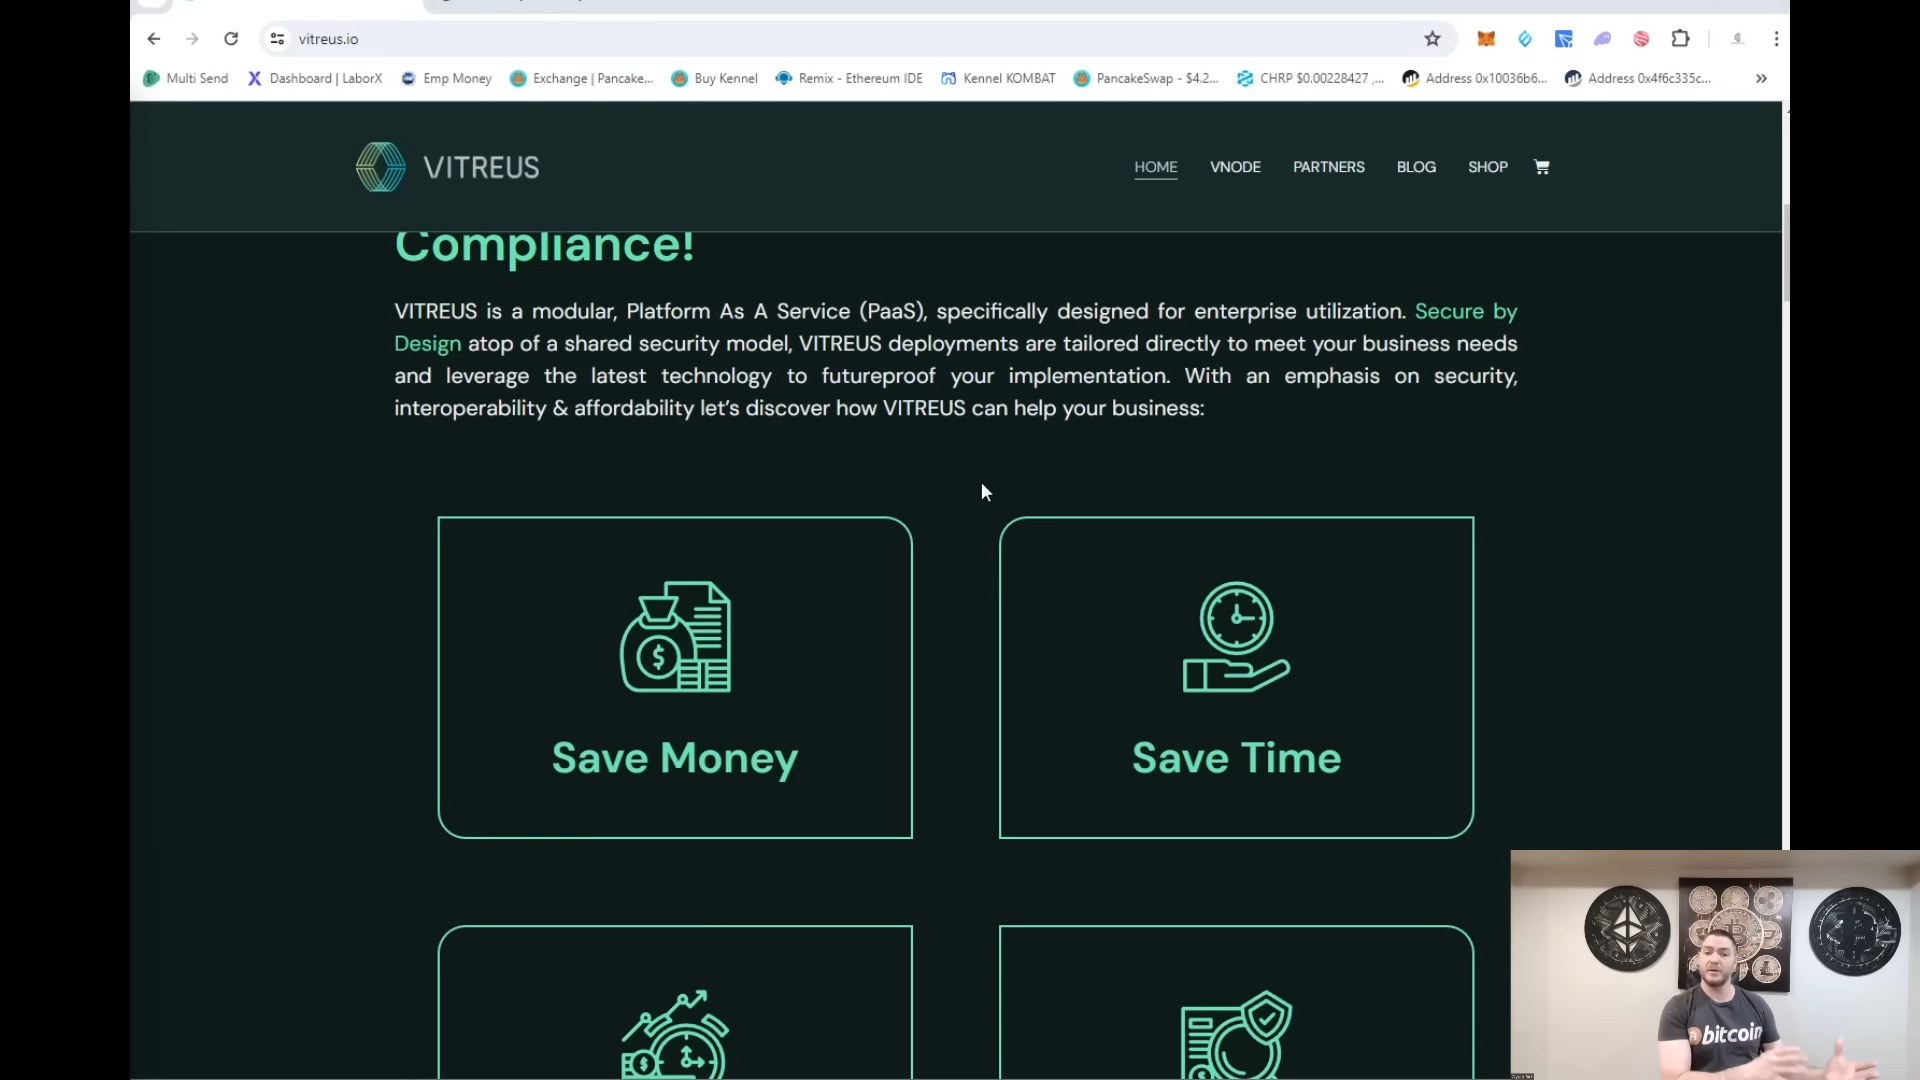 vitreus.io
Multi Send
Dashboard | LaborX
Emp Money
Exchange | Pancake...
Buy Kennel
Remix - Ethereum IDE
Kennel KOMBAT
PancakeSwap - $4.2...
CHRP $0.00228427 ,...
Address 0x10036b6...
Address 0x4f6c335c...
»
VITREUS
HOME
VNODE
PARTNERS
BLOG
SHOP
Compliance!
VITREUS is a modular, Platform As A Service (PaaS), specifically designed for enterprise utilization. Secure by
Design atop of a shared security model, VITREUS deployments are tailored directly to meet your business needs
and leverage the latest technology to futureproof your implementation. With an emphasis on security,
interoperability & affordability let’s discover how VITREUS can help your business:
$
Save Money
Save Time
$
bitcoin